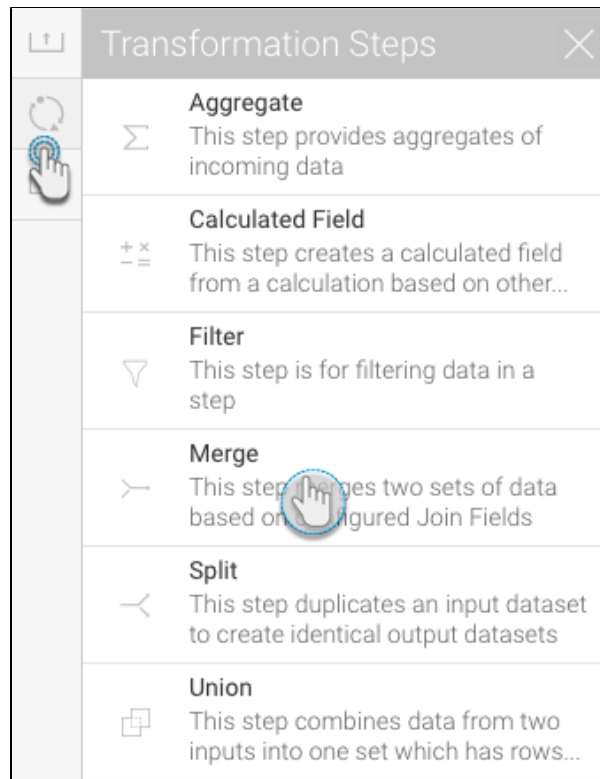 Transformation Steps
Aggregate
This step provides aggregates of
incoming data
Calculated Field
This step creates a calculated field
from a calculation based on other...
Filter
This step is for filtering data in a
step
Merge
This step merges two sets of data
based on configured Join Fields
Split
This step duplicates an input dataset
to create identical output datasets
Union
This step combines data from two
inputs into one set which has rows...